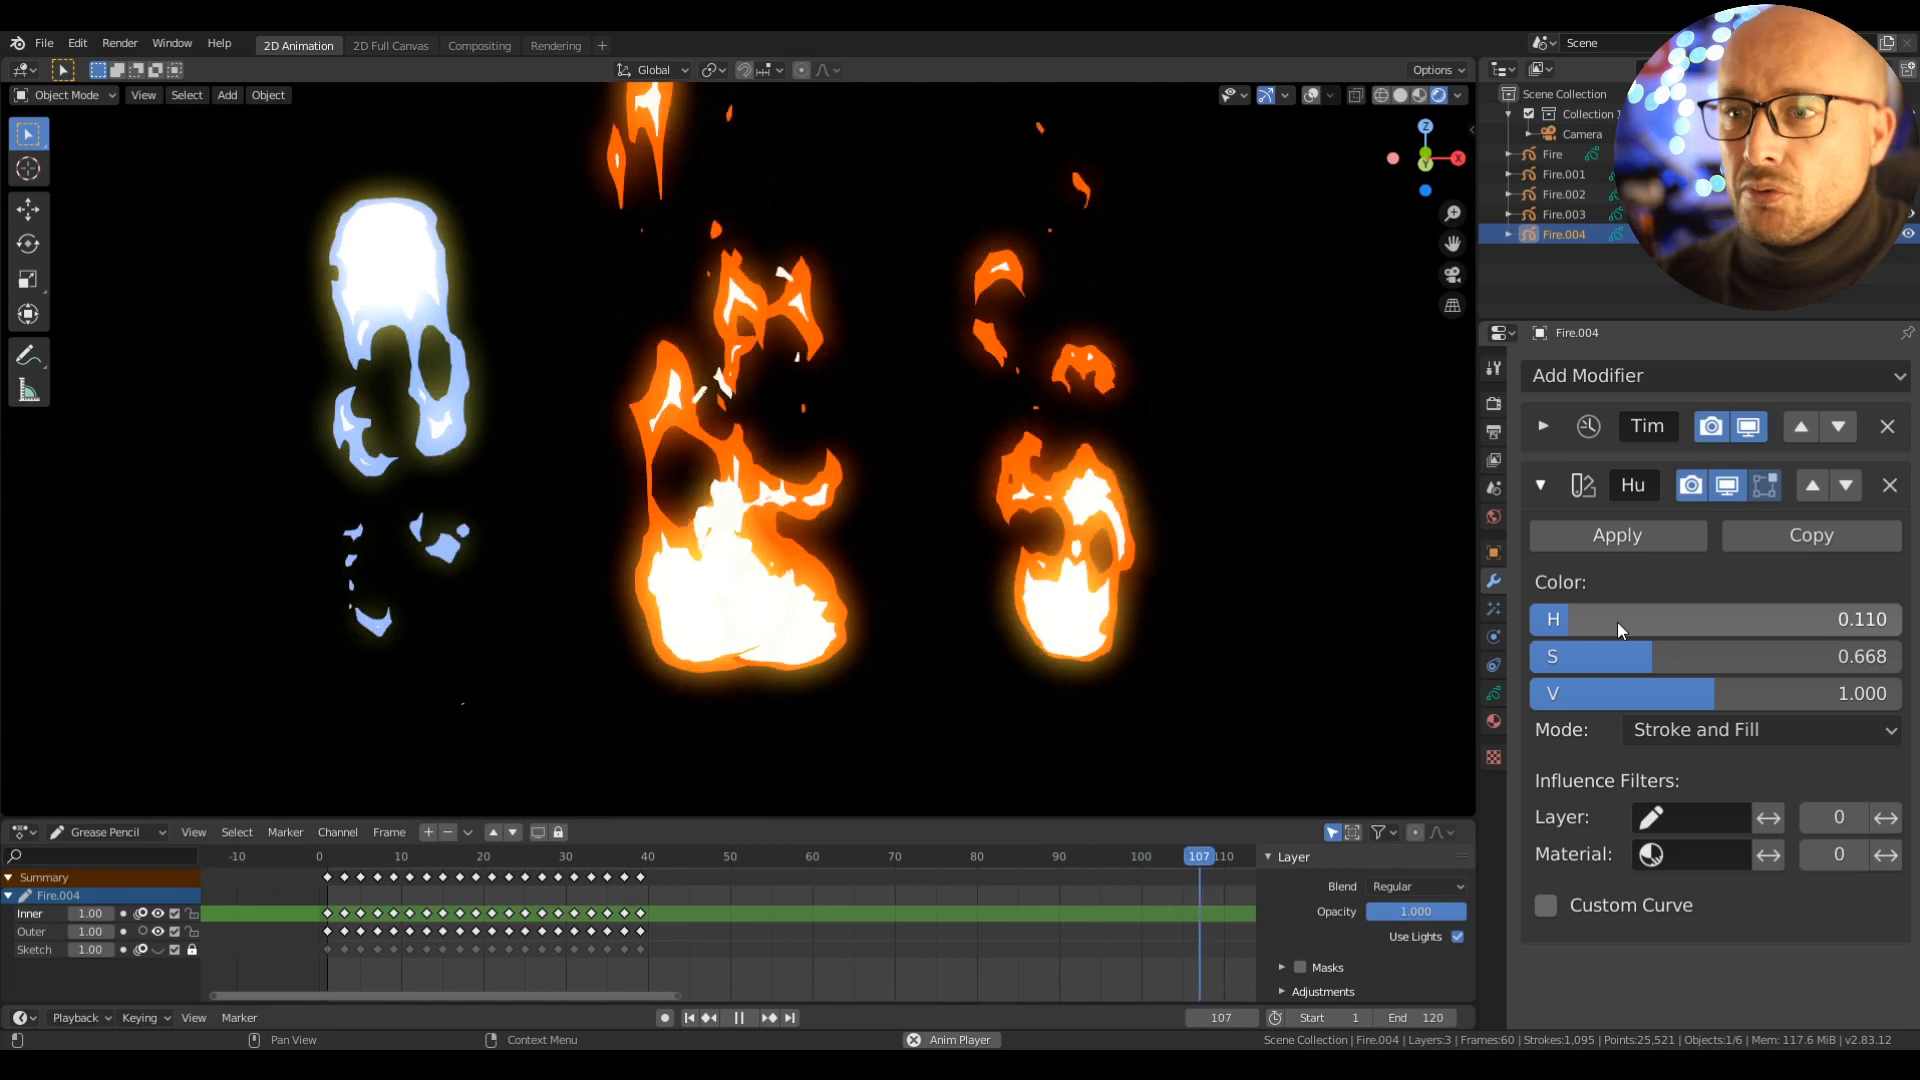 File Edit Render Window Help 2D Animation 2D Full Canvas Compositing Rendering + Scene
Global Options
Object Mode View Select Add Object
Z
X
Y
Scene Collection
Collection 1
Camera
Fire
Fire.001
Fire.002
Fire.003
Fire.004
Fire.004
Add Modifier
Tim
Hu
Apply Copy
Color:
H 0.110
S 0.668
V 1.000
Mode: Stroke and Fill
Influence Filters:
Layer: 0
Material: 0
Custom Curve
Grease Pencil View Select Marker Channel Frame
-10 0 10 20 30 40 50 60 70 80 90 100 107 110
Summary
Fire.004
Inner 1.00
Outer 1.00
Sketch 1.00
Layer
Blend Regular
Opacity 1.000
Use Lights
Masks
Adjustments
Playback Keying View Marker 107 Start 1 End 120
Pan View Context Menu Anim Player Scene Collection | Fire.004 | Layers:3 | Frames:60 | Strokes:1,095 | Points:25,521 | Objects:1/6 | Mem: 117.6 MiB | v2.83.12